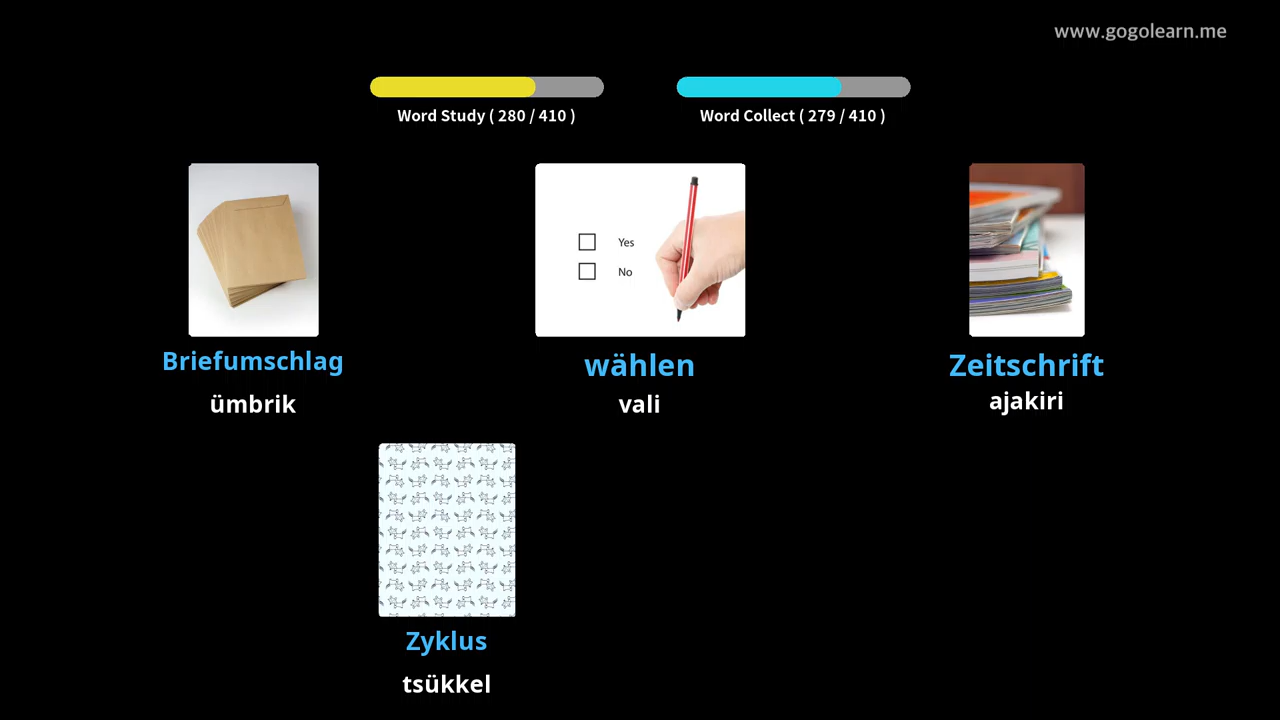 www.gogolearn.me
Word Study ( 280 / 410 )
Word Collect ( 279 / 410 )
Yes
No
Briefumschlag
wählen
Zeitschrift
ümbrik
vali
ajakiri
Zyklus
tsükkel